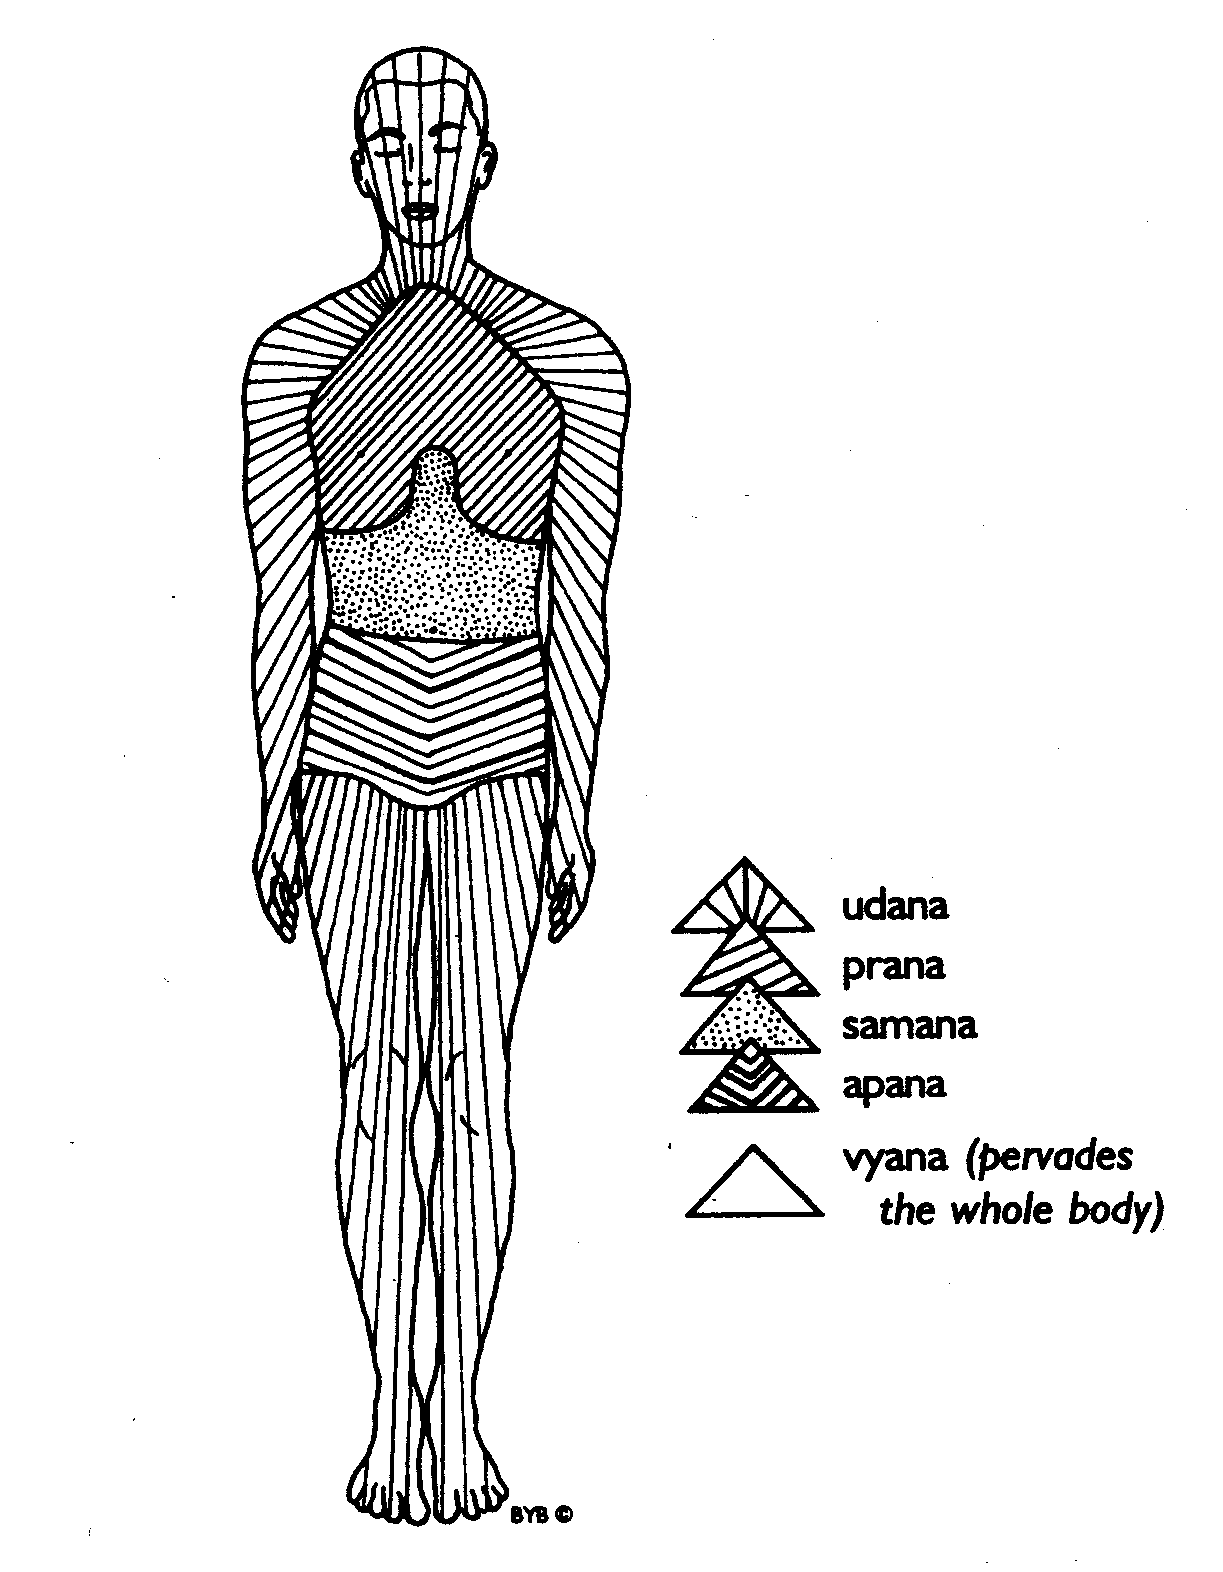 udana
prana
samana
apana
vyana (pervades
the whole body)
BYB ©